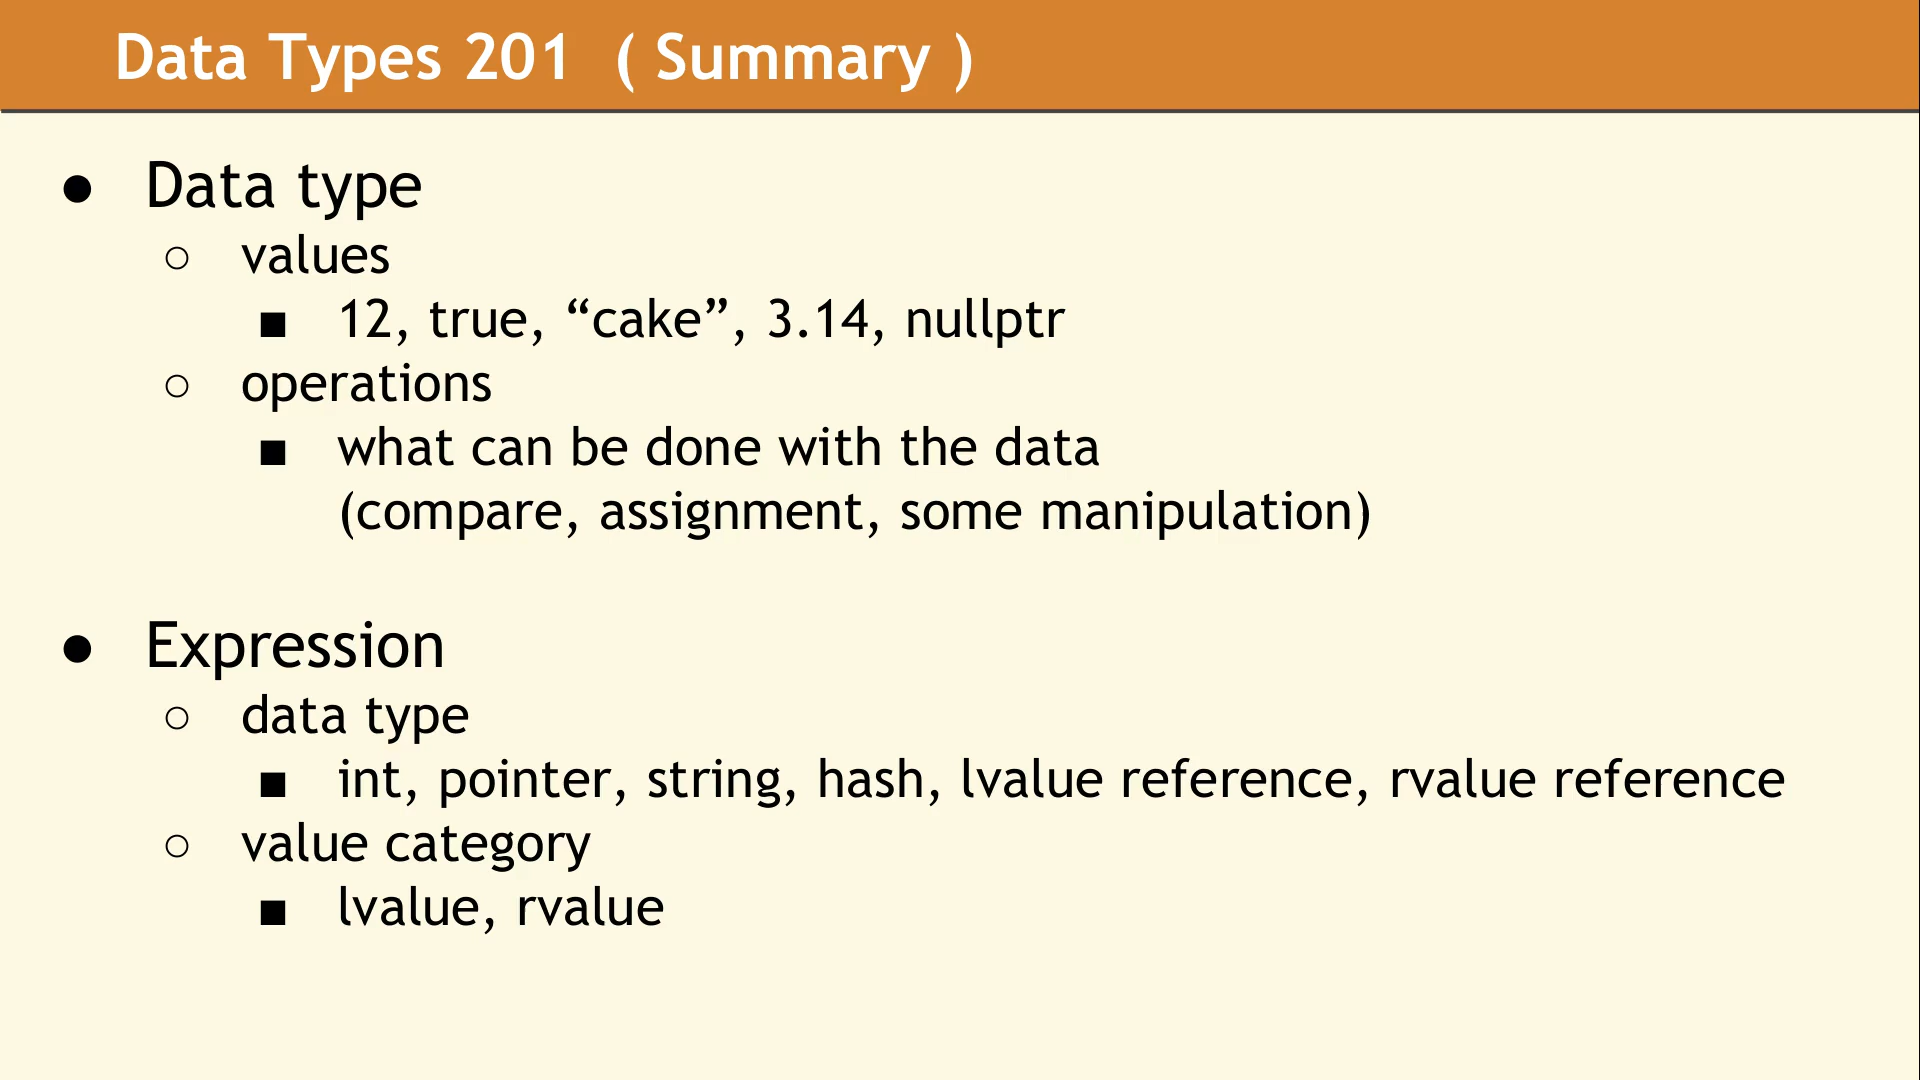 Data Types 201 ( Summary )
● Data type
○ values
■ 12, true, “cake”, 3.14, nullptr
○ operations
■ what can be done with the data
(compare, assignment, some manipulation)
● Expression
○ data type
■ int, pointer, string, hash, lvalue reference, rvalue reference
○ value category
■ lvalue, rvalue